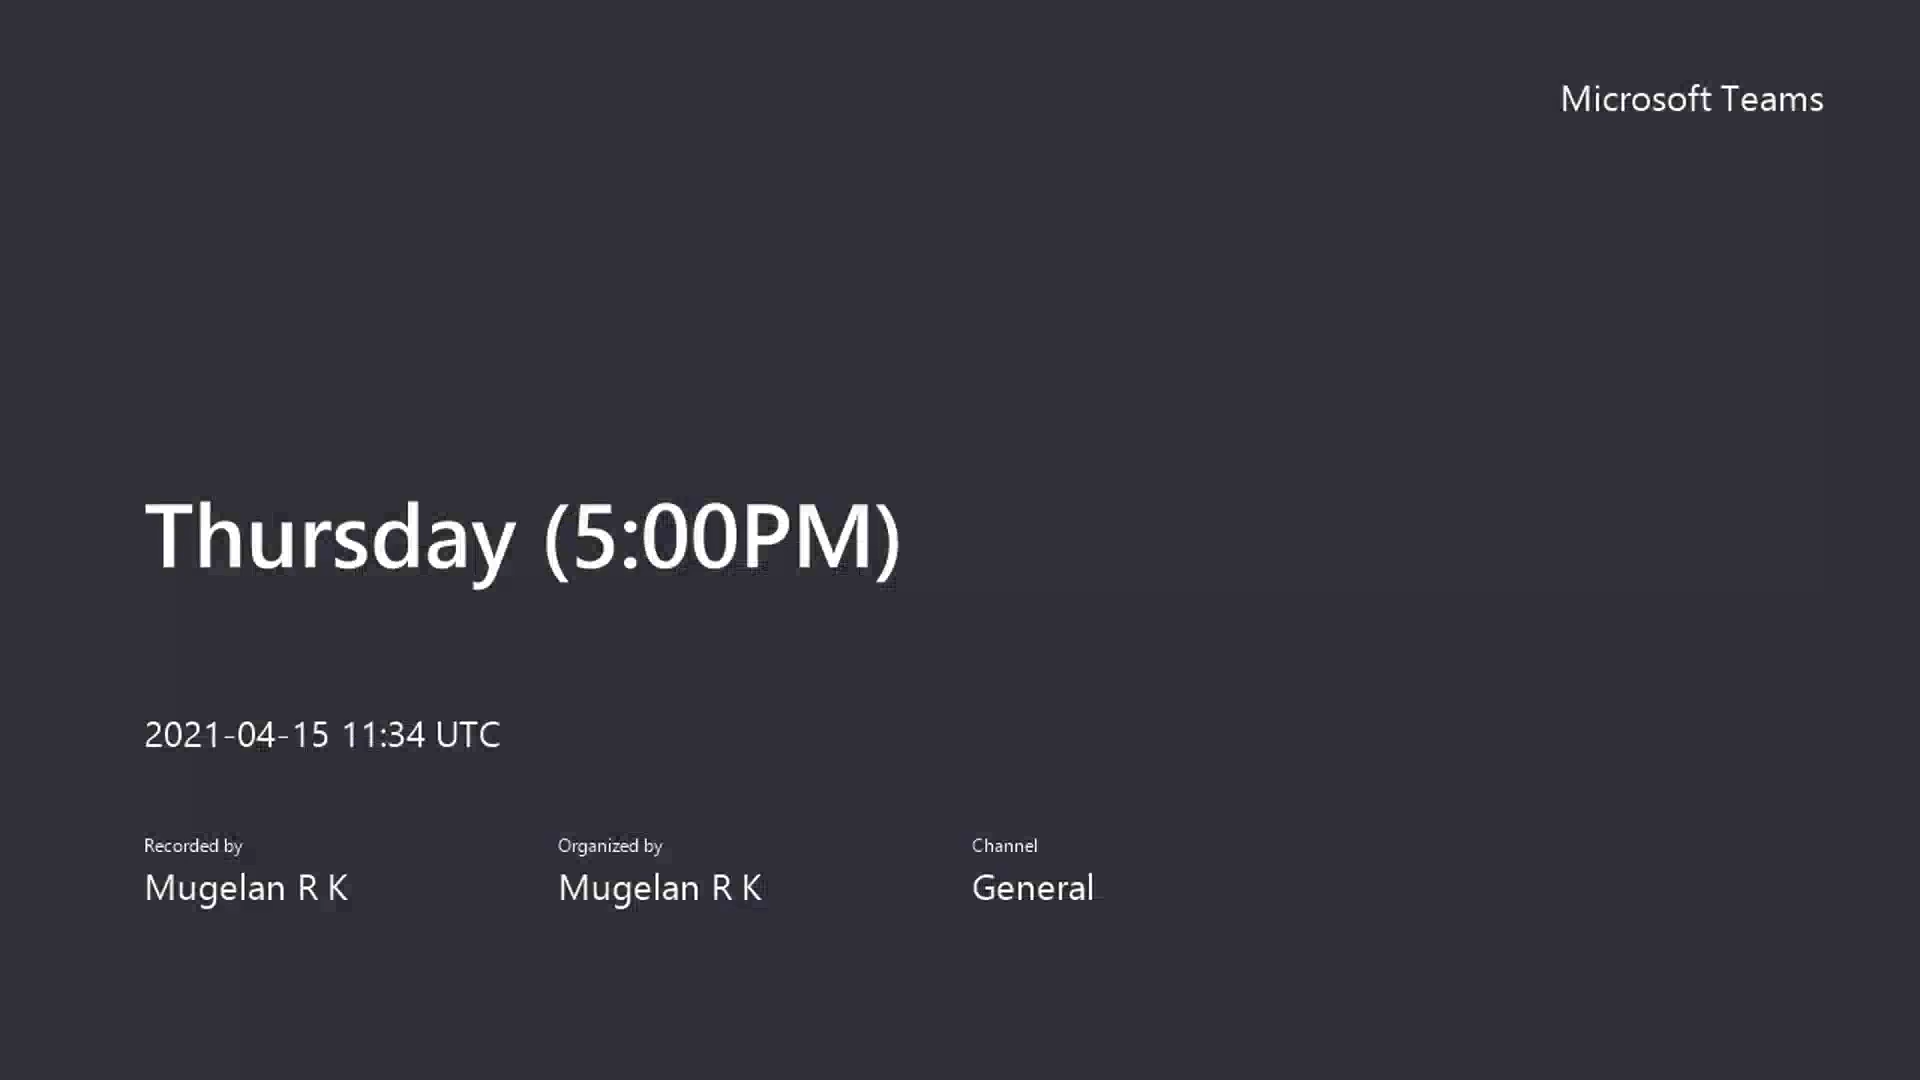 Microsoft Teams
Thursday (5:00PM)
2021-04-15 11:34 UTC
Recorded by
Mugelan R K
Organized by
Mugelan R K
Channel
General